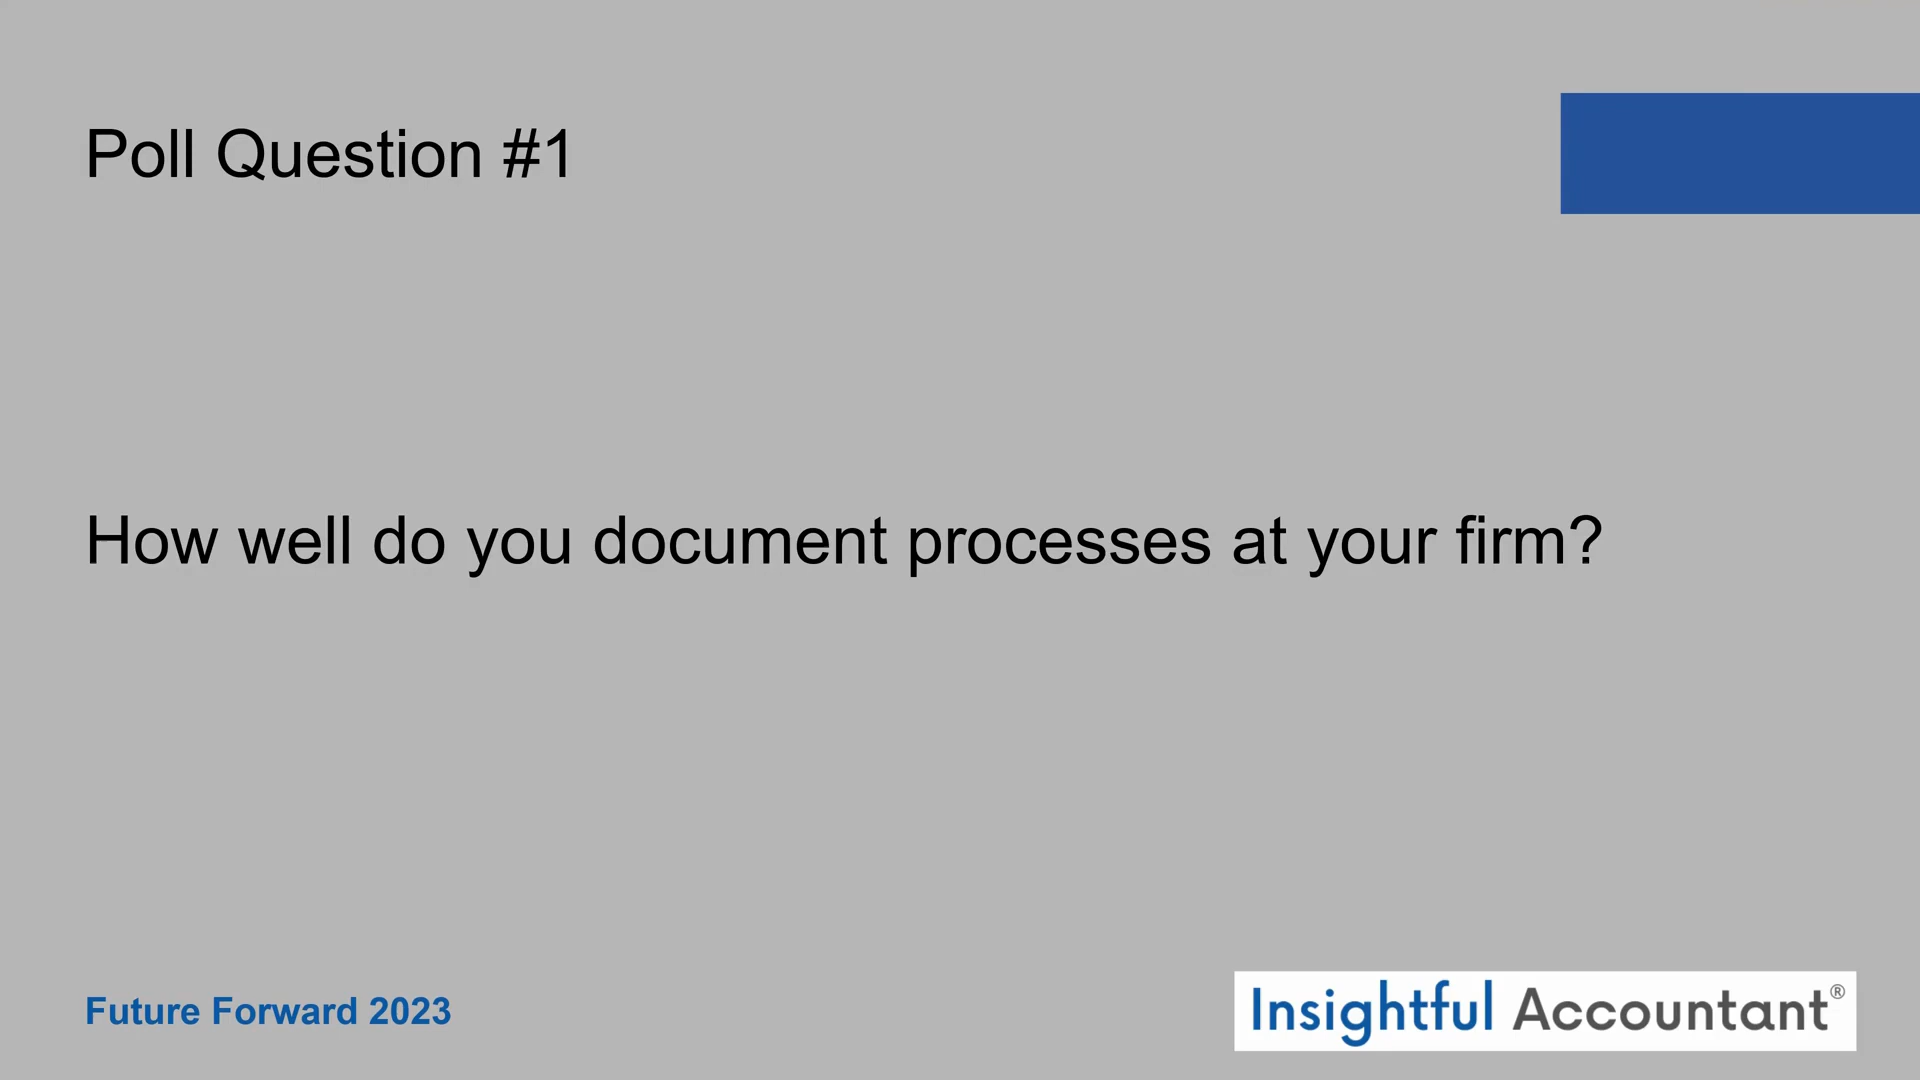 Poll Question #1
How well do you document processes at your firm?
Future Forward 2023
Insightful Accountant®